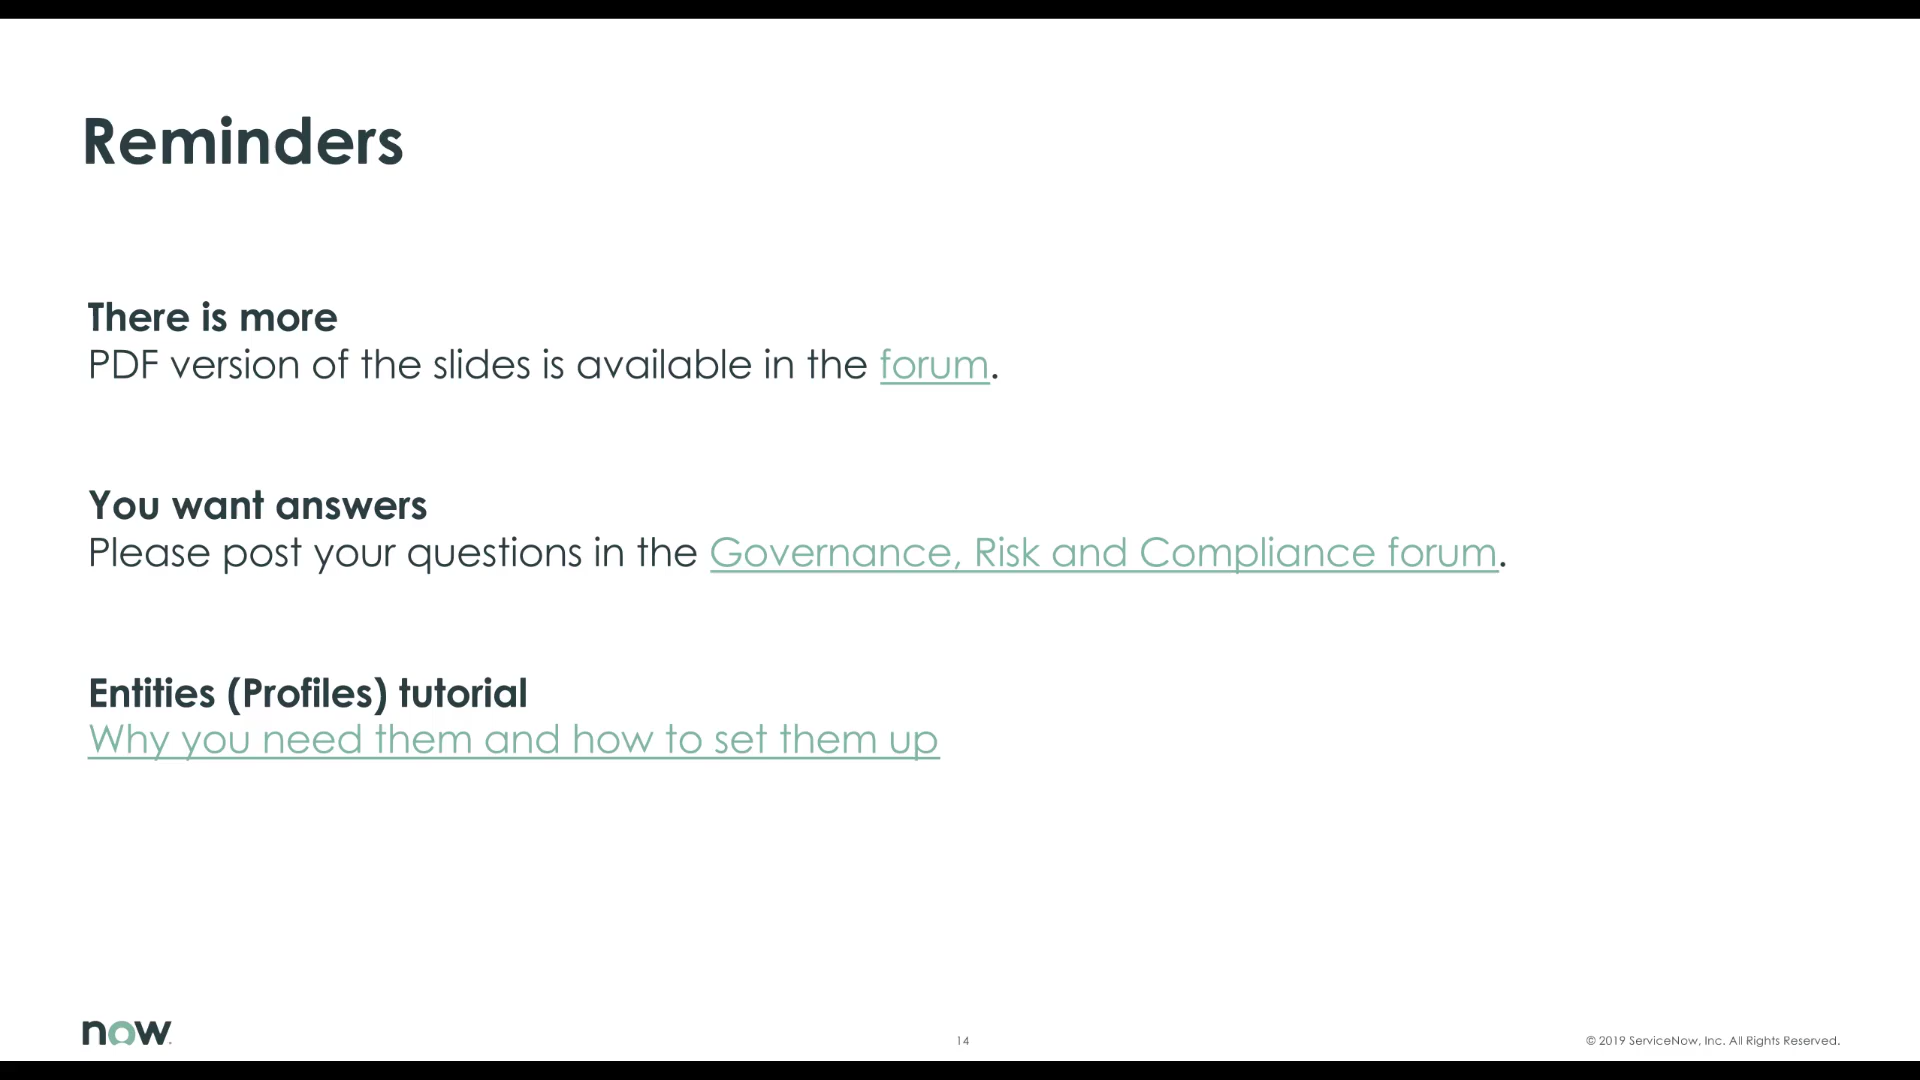 Reminders
There is more
PDF version of the slides is available in the forum.
You want answers
Please post your questions in the Governance, Risk and Compliance forum.
Entities (Profiles) tutorial
Why you need them and how to set them up
now.
14
© 2019 ServiceNow, Inc. All Rights Reserved.